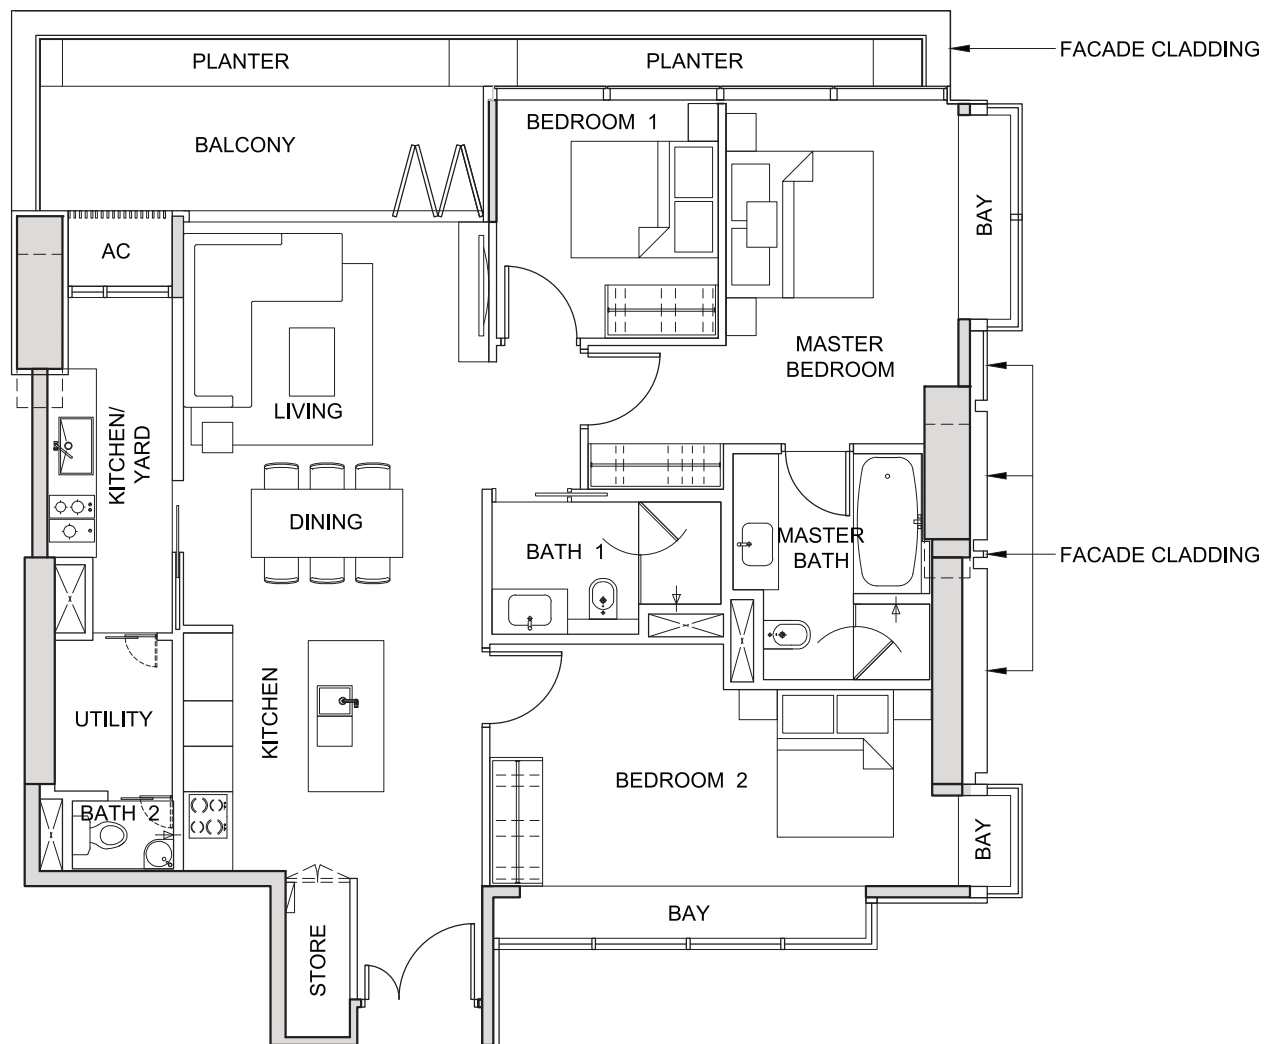 PLANTER
PLANTER
FACADE CLADDING
BALCONY
BEDROOM 1
BAY
AC
MASTER
BEDROOM
LIVING
KITCHEN/
YARD
DINING
BATH 1
MASTER
BATH
FACADE CLADDING
UTILITY
KITCHEN
BEDROOM 2
BATH 2
BAY
BAY
STORE